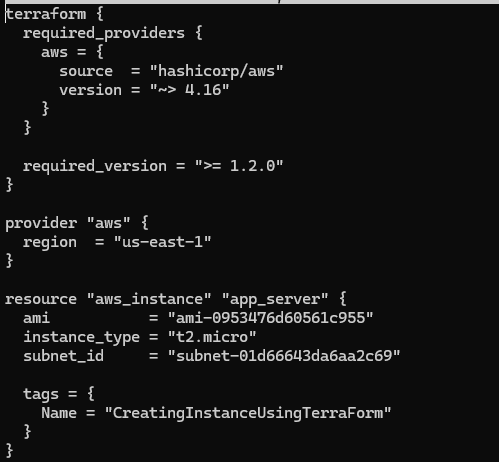 terraform {
  required_providers {
    aws = {
      source  = "hashicorp/aws"
      version = "~> 4.16"
    }
  }

  required_version = ">= 1.2.0"
}

provider "aws" {
  region  = "us-east-1"
}

resource "aws_instance" "app_server" {
  ami           = "ami-0953476d60561c955"
  instance_type = "t2.micro"
  subnet_id     = "subnet-01d66643da6aa2c69"

  tags = {
    Name = "CreatingInstanceUsingTerraForm"
  }
}